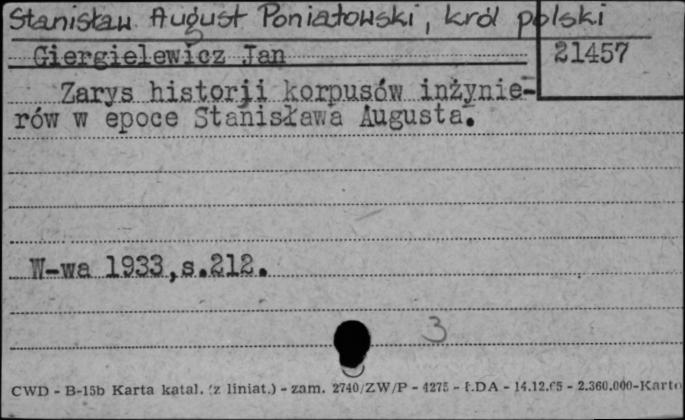 Stanisław August Poniatowski, król polski
Giergielewicz Jan
21457
Zarys historji korpusów inżynie-
rów w epoce Stanisława Augusta.
W-wa 1933,s.212.
3
CWD - B-15b Karta katal. (z liniat.) - zam. 2740/ZW/P - 4275 - ŁDA - 14.12.65 - 2.360.000-Karto